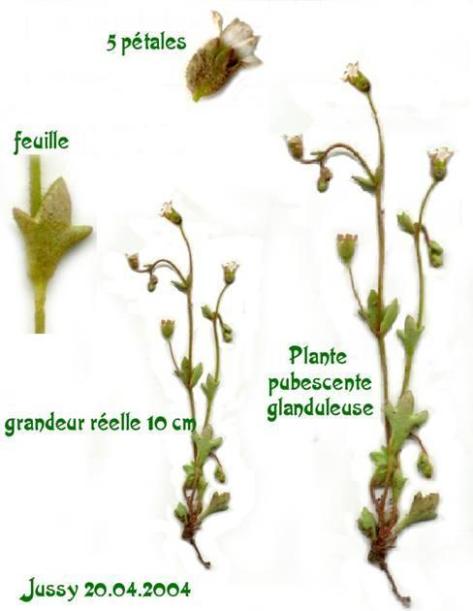 5 pétales
feuille
Plante
pubescente
glanduleuse
grandeur réelle 10 cm
Jussy 20.04.2004